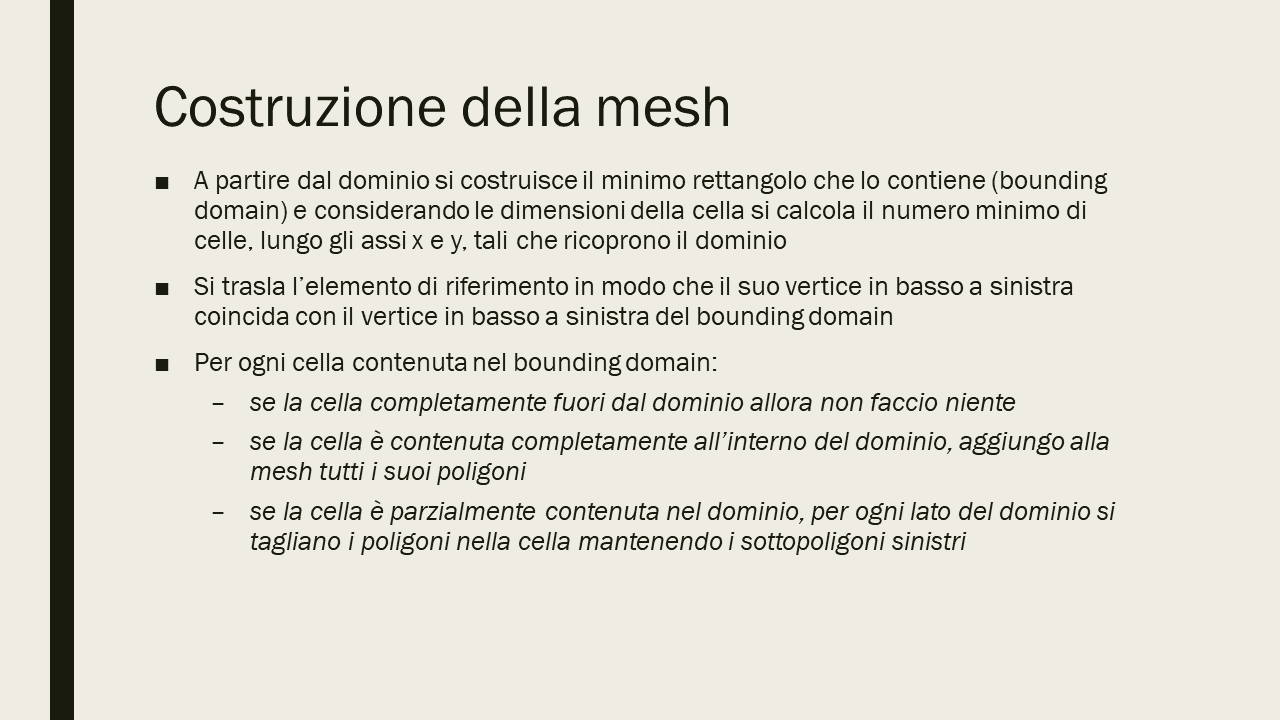 Costruzione della mesh
■ A partire dal dominio si costruisce il minimo rettangolo che lo contiene (bounding
domain) e considerando le dimensioni della cella si calcola il numero minimo di
celle, lungo gli assi x e y, tali che ricoprono il dominio
■ Si trasla l’elemento di riferimento in modo che il suo vertice in basso a sinistra
coincida con il vertice in basso a sinistra del bounding domain
■ Per ogni cella contenuta nel bounding domain:
– se la cella completamente fuori dal dominio allora non faccio niente
– se la cella è contenuta completamente all’interno del dominio, aggiungo alla
mesh tutti i suoi poligoni
– se la cella è parzialmente contenuta nel dominio, per ogni lato del dominio si
tagliano i poligoni nella cella mantenendo i sottopoligoni sinistri